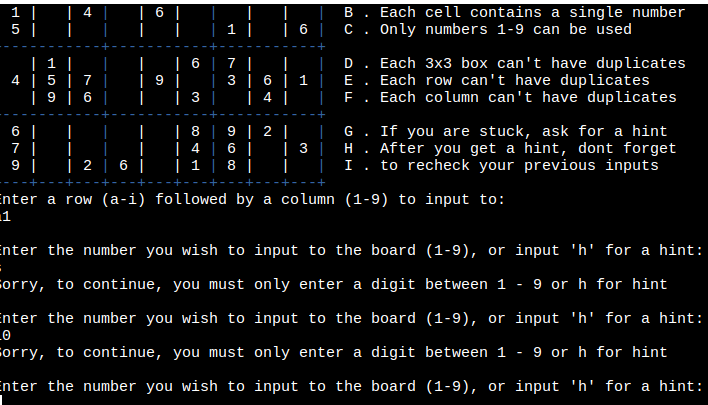 1 |   | 4 |   | 6 |   |   |   |   |  B . Each cell contains a single number
5 |   |   |   |   |   | 1 |   | 6 |  C . Only numbers 1-9 can be used
----------+-----------+-----------+
  | 1 |   |   |   | 6 | 7 |   |   |  D . Each 3x3 box can't have duplicates
4 | 5 | 7 |   | 9 |   | 3 | 6 | 1 |  E . Each row can't have duplicates
  | 9 | 6 |   |   | 3 |   | 4 |   |  F . Each column can't have duplicates
----------+-----------+-----------+
6 |   |   |   |   | 8 | 9 | 2 |   |  G . If you are stuck, ask for a hint
7 |   |   |   |   | 4 | 6 |   | 3 |  H . After you get a hint, dont forget
9 |   | 2 | 6 |   | 1 | 8 |   |   |  I . to recheck your previous inputs
---+---+---+---+---+---+---+---+
Enter a row (a-i) followed by a column (1-9) to input to:
a1
Enter the number you wish to input to the board (1-9), or input 'h' for a hint:
Sorry, to continue, you must only enter a digit between 1 - 9 or h for hint
Enter the number you wish to input to the board (1-9), or input 'h' for a hint:
10
Sorry, to continue, you must only enter a digit between 1 - 9 or h for hint
Enter the number you wish to input to the board (1-9), or input 'h' for a hint: